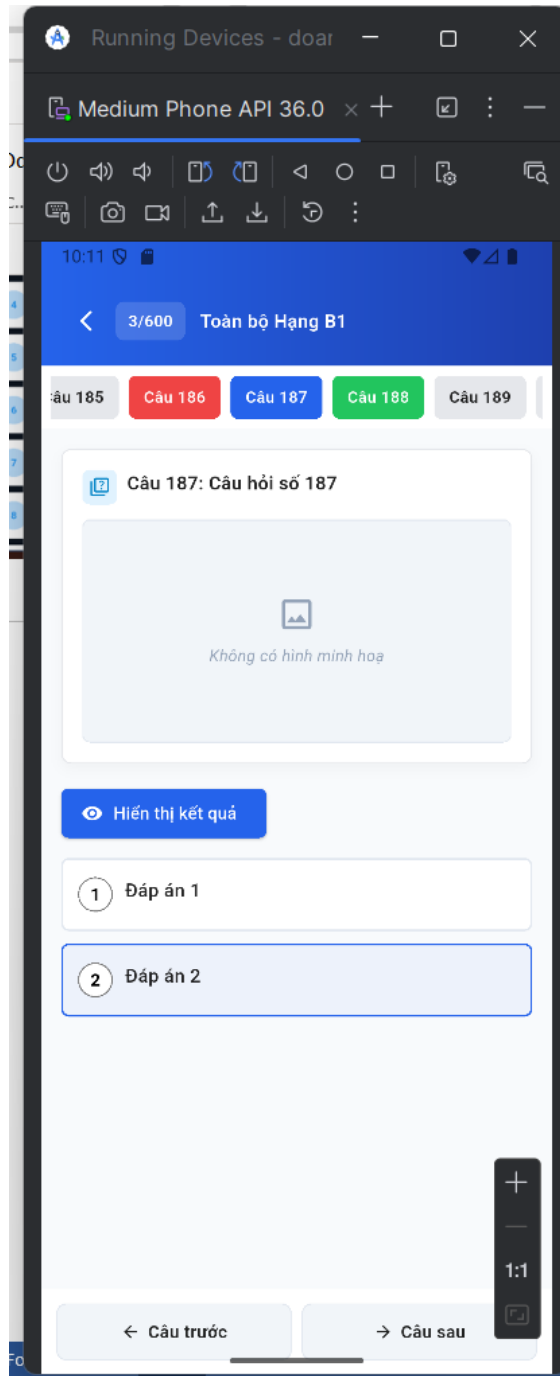 Running Devices - doar
Medium Phone API 36.0
10:11
3/600 Toàn bộ Hạng B1
âu 185 Câu 186 Câu 187 Câu 188 Câu 189
Câu 187: Câu hỏi số 187
Không có hình minh hoạ
Hiển thị kết quả
1 Đáp án 1
2 Đáp án 2
1:1
← Câu trước → Câu sau